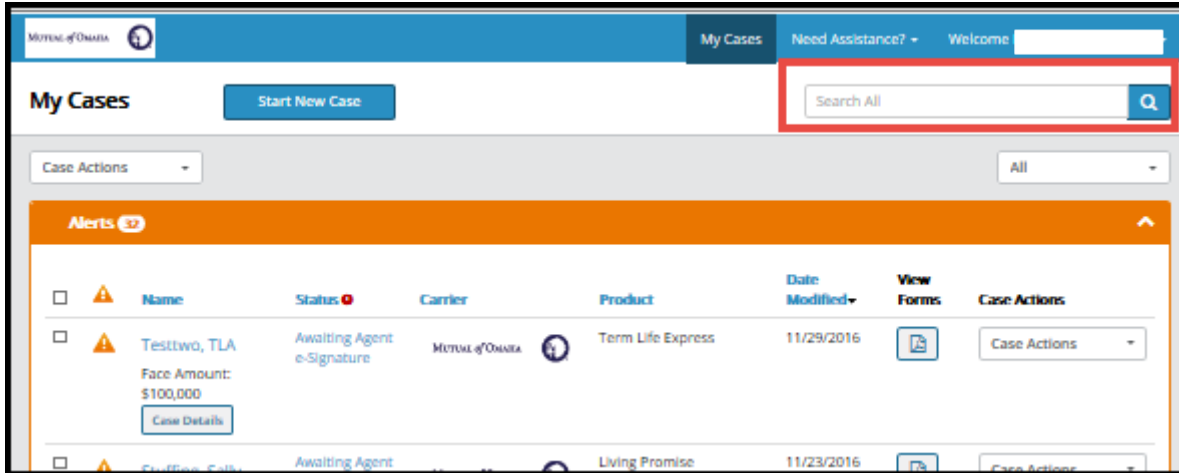 Mutual of Omaha My Cases Need Assistance? Welcome
My Cases Start New Case Search All
Case Actions All
Alerts 32
Name Status Carrier Product Date Modified View Forms Case Actions
Testtwo, TLA Awaiting Agent e-Signature Mutual of Omaha Term Life Express 11/29/2016 Case Actions
Face Amount:
$100,000
Case Details
Stuffing, Sally Awaiting Agent Living Promise 11/23/2016 Case Actions